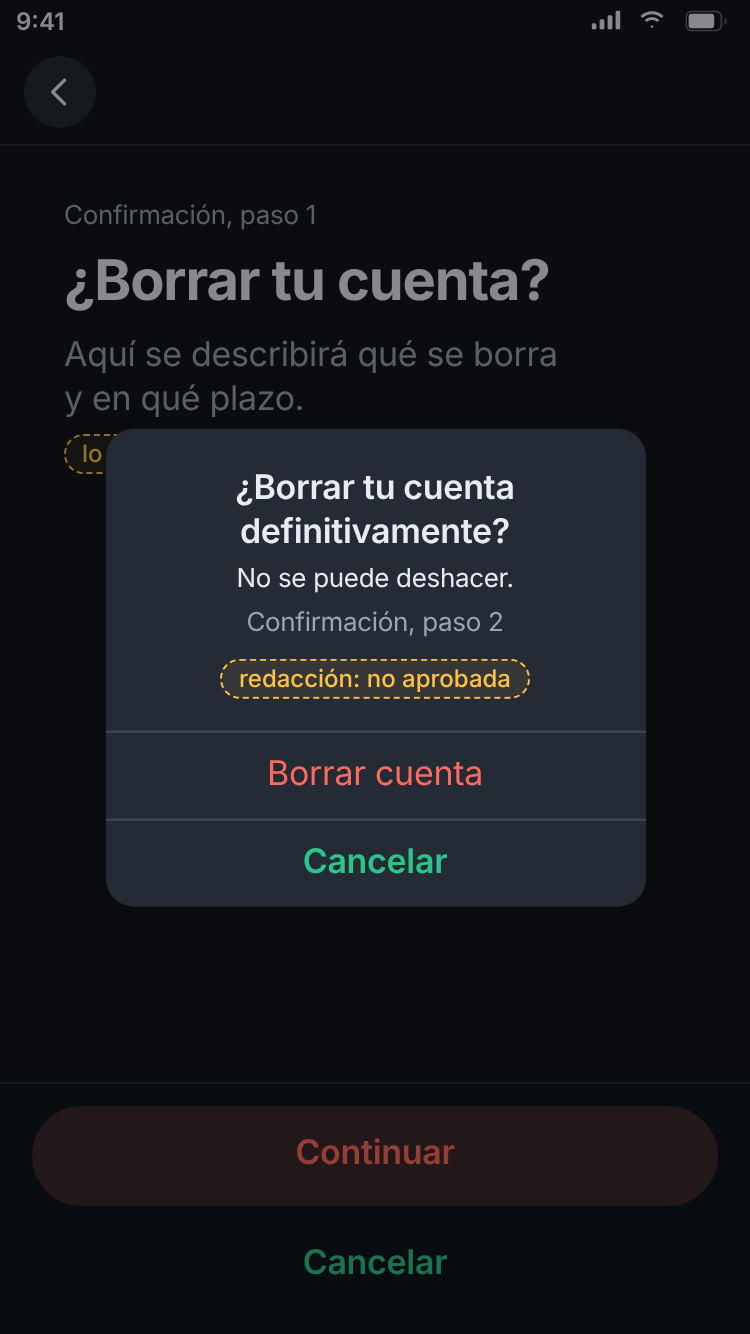 9:41
Confirmación, paso 1
¿Borrar tu cuenta?
Aquí se describirá qué se borra
y en qué plazo.
lo
¿Borrar tu cuenta
definitivamente?
No se puede deshacer.
Confirmación, paso 2
redacción: no aprobada
Borrar cuenta
Cancelar
Continuar
Cancelar